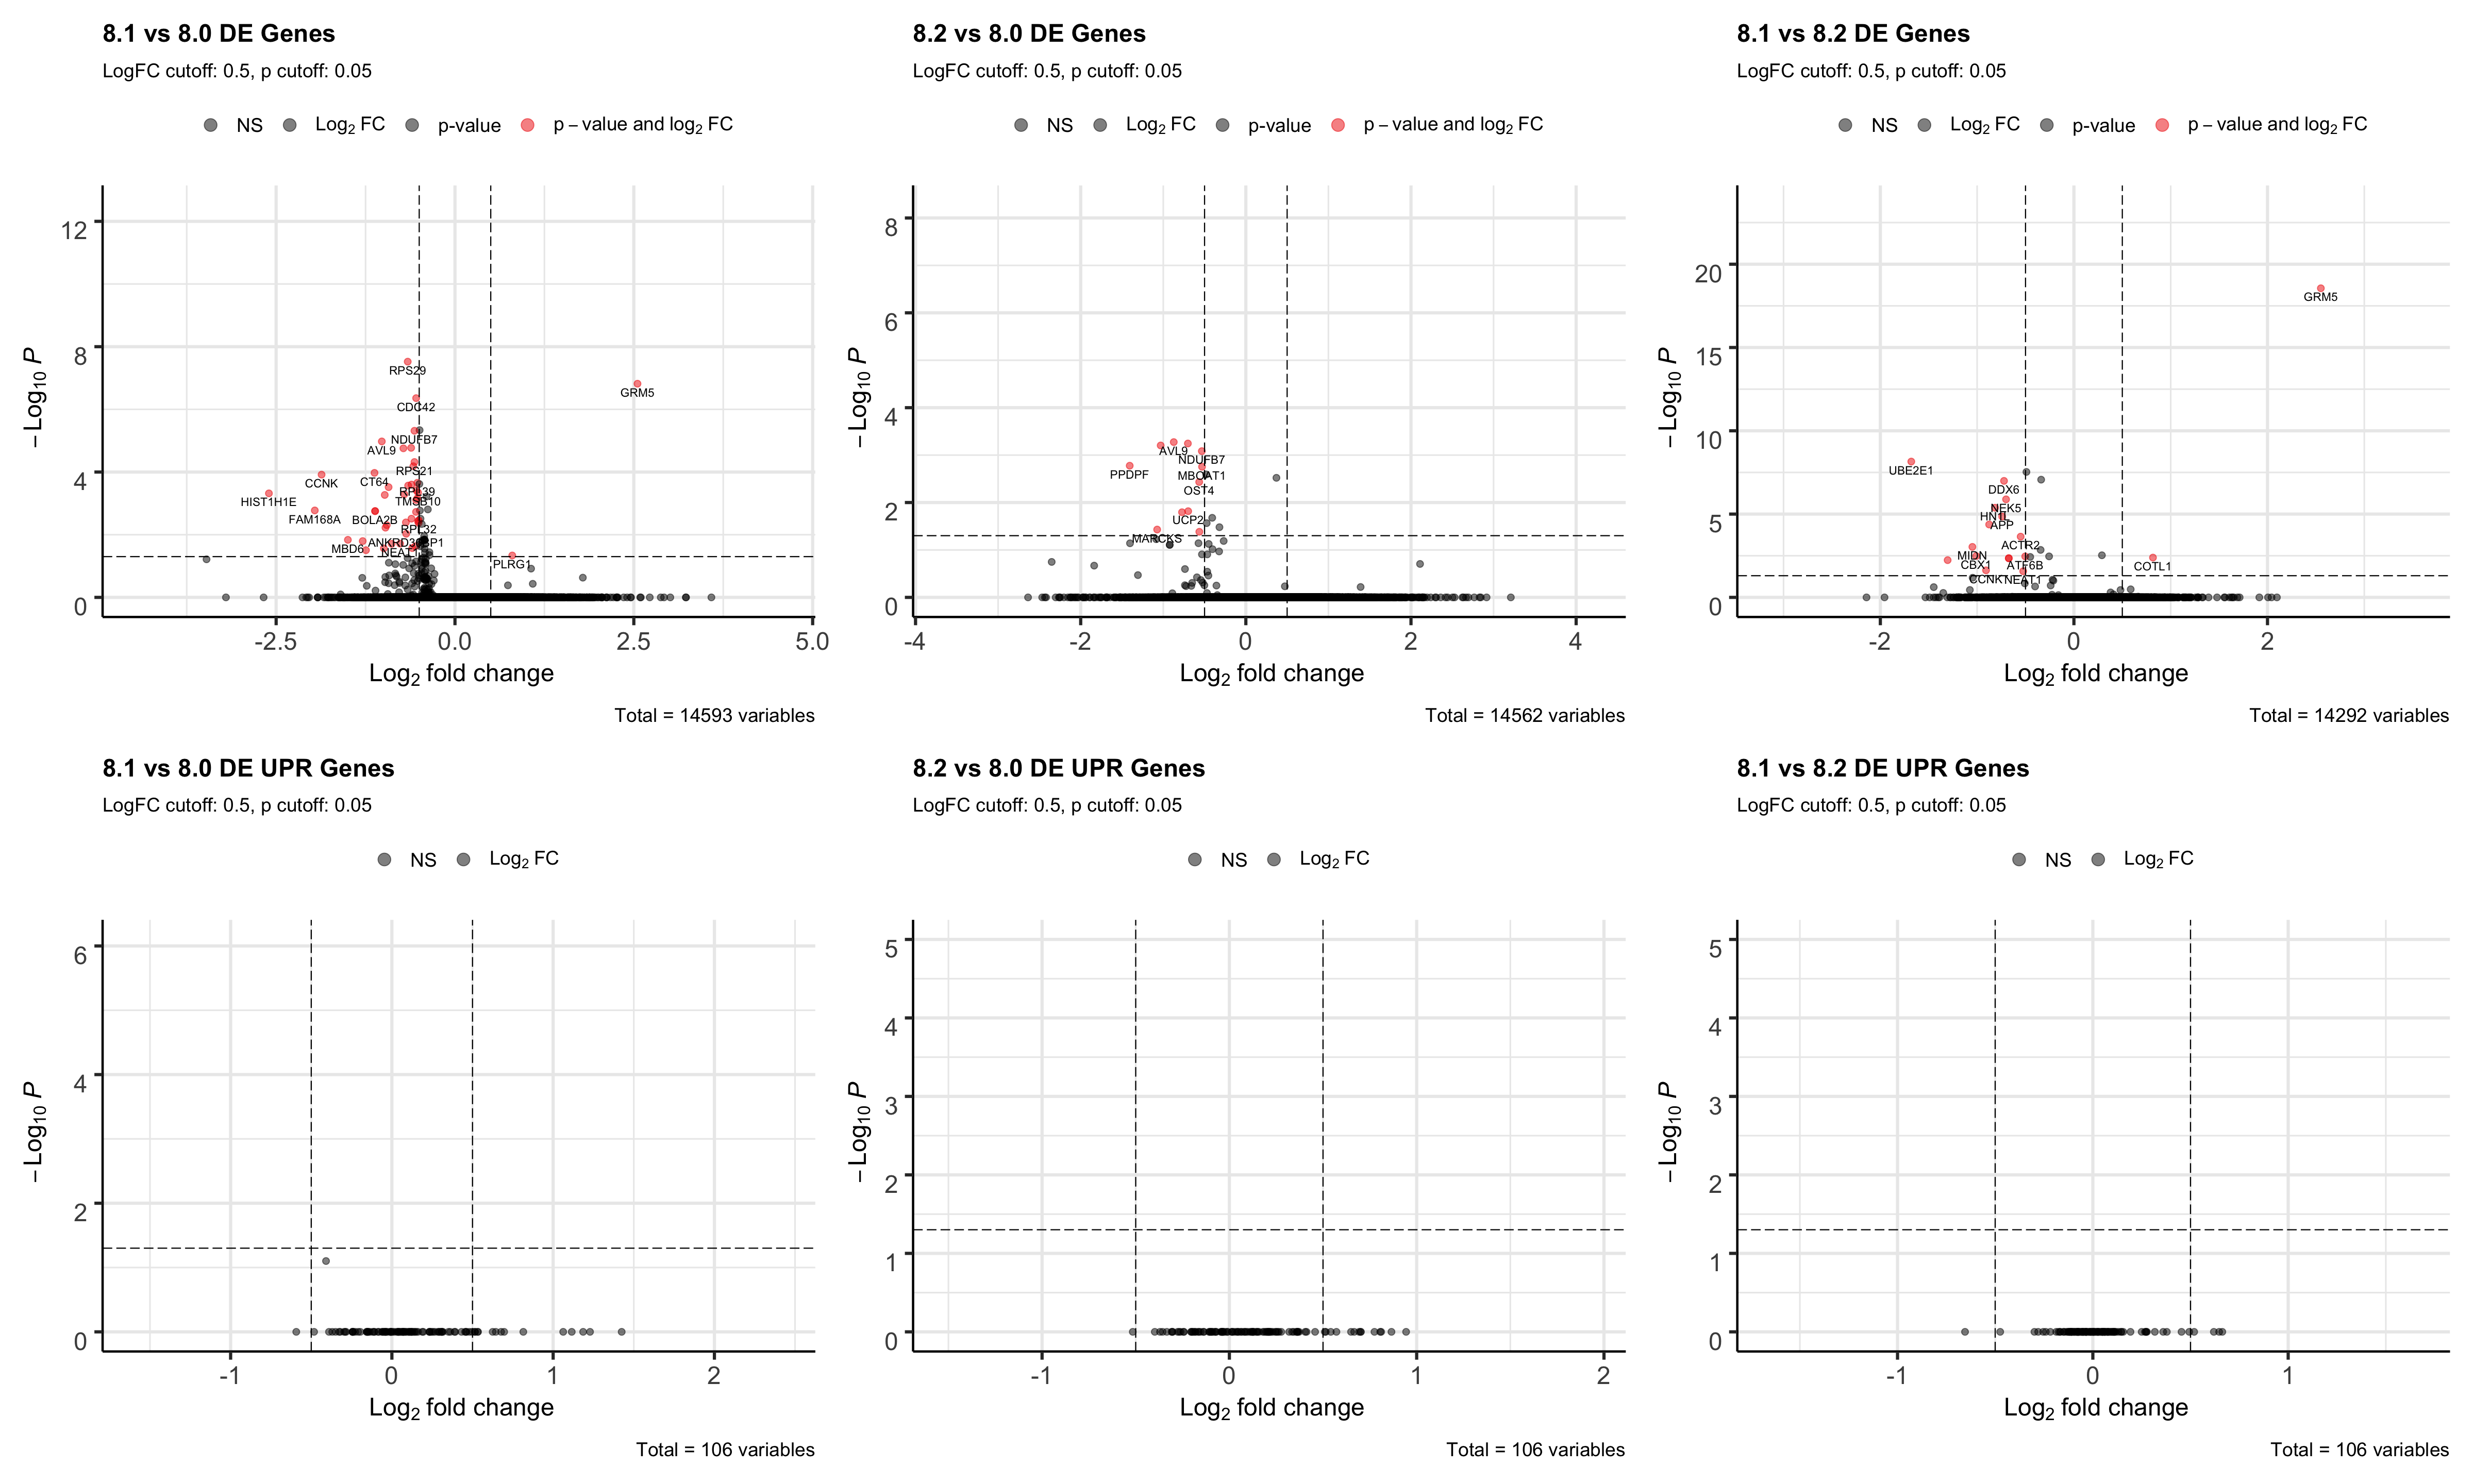 8.1 vs 8.0 DE Genes
LogFC cutoff: 0.5, p cutoff: 0.05
NS Log2 FC p-value p – value and log2 FC
– Log10 P
12
8
4
0
RPS29
GRM5
CDC42
NDUFB7
AVL9
RPS21
CCNK
CT64
RPL39
HIST1H1E
TMSB10
FAM168A
BOLA2B
RPL32
MBD6
NEAT1
PLRG1
-2.5 0.0 2.5 5.0
Log2 fold change
Total = 14593 variables
8.2 vs 8.0 DE Genes
LogFC cutoff: 0.5, p cutoff: 0.05
NS Log2 FC p-value p – value and log2 FC
– Log10 P
8
6
4
2
0
AVL9
NDUFB7
PPDPF
MBOAT1
OST4
UCP2
MARCKS
-4 -2 0 2 4
Log2 fold change
Total = 14562 variables
8.1 vs 8.2 DE Genes
LogFC cutoff: 0.5, p cutoff: 0.05
NS Log2 FC p-value p – value and log2 FC
– Log10 P
20
15
10
5
0
GRM5
UBE2E1
DDX6
NEK5
APP
ACTR2
MIDN
CBX1
ATF6B
COTL1
CCNK
NEAT1
-2 0 2
Log2 fold change
Total = 14292 variables
8.1 vs 8.0 DE UPR Genes
LogFC cutoff: 0.5, p cutoff: 0.05
NS Log2 FC
– Log10 P
6
4
2
0
-1 0 1 2
Log2 fold change
Total = 106 variables
8.2 vs 8.0 DE UPR Genes
LogFC cutoff: 0.5, p cutoff: 0.05
NS Log2 FC
– Log10 P
5
4
3
2
1
0
-1 0 1 2
Log2 fold change
Total = 106 variables
8.1 vs 8.2 DE UPR Genes
LogFC cutoff: 0.5, p cutoff: 0.05
NS Log2 FC
– Log10 P
5
4
3
2
1
0
-1 0 1
Log2 fold change
Total = 106 variables